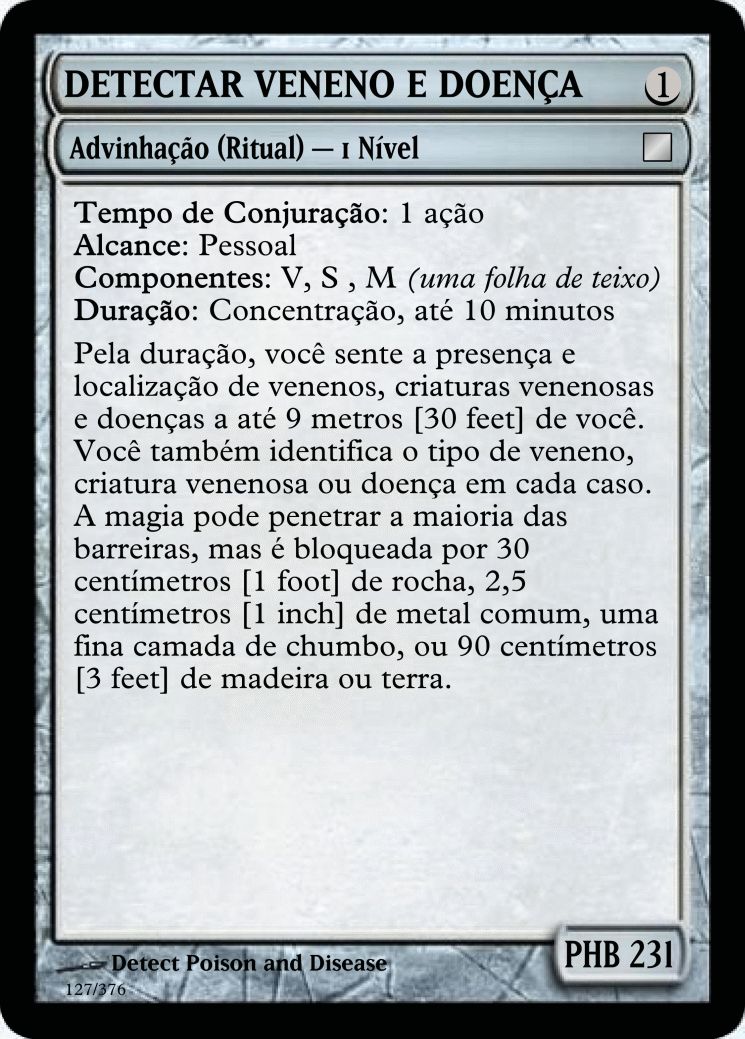 DETECTAR VENENO E DOENÇA 1
Advinhação (Ritual) — 1 Nível
Tempo de Conjuração: 1 ação
Alcance: Pessoal
Componentes: V, S , M (uma folha de teixo)
Duração: Concentração, até 10 minutos
Pela duração, você sente a presença e
localização de venenos, criaturas venenosas
e doenças a até 9 metros [30 feet] de você.
Você também identifica o tipo de veneno,
criatura venenosa ou doença em cada caso.
A magia pode penetrar a maioria das
barreiras, mas é bloqueada por 30
centímetros [1 foot] de rocha, 2,5
centímetros [1 inch] de metal comum, uma
fina camada de chumbo, ou 90 centímetros
[3 feet] de madeira ou terra.
PHB 231
Detect Poison and Disease
127/376